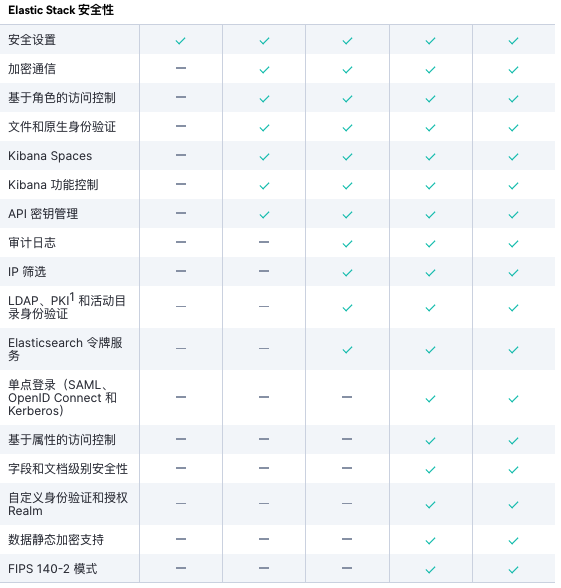 Elastic Stack 安全性
安全设置
加密通信
基于角色的访问控制
文件和原生身份验证
Kibana Spaces
Kibana 功能控制
API 密钥管理
审计日志
IP 筛选
LDAP、PKI1 和活动目
录身份验证
Elasticsearch 令牌服
务
单点登录（SAML、
OpenID Connect 和
Kerberos）
基于属性的访问控制
字段和文档级别安全性
自定义身份验证和授权
Realm
数据静态加密支持
FIPS 140-2 模式